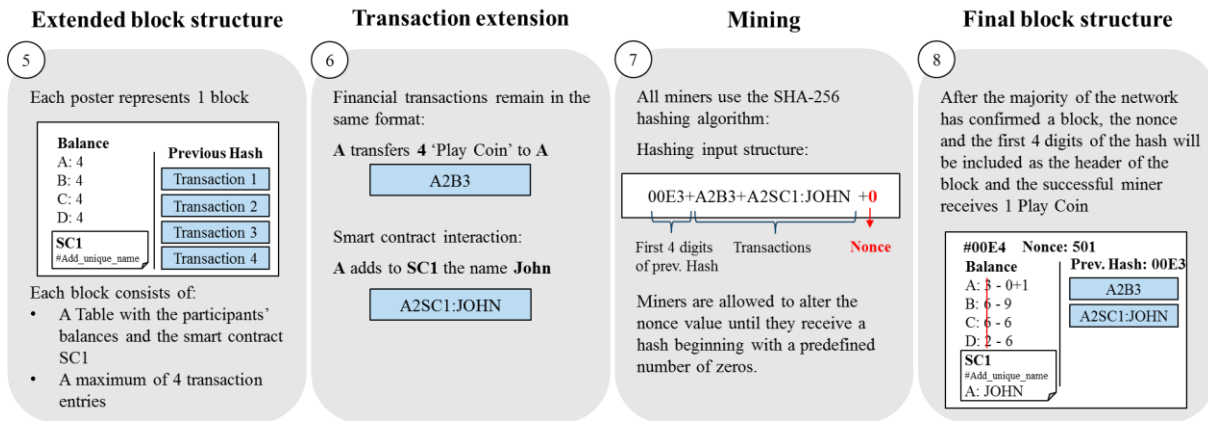 Extended block structure
5
Each poster represents 1 block
Balance
A: 4
B: 4
C: 4
D: 4
SC1
#Add_unique_name
Previous Hash
Transaction 1
Transaction 2
Transaction 3
Transaction 4
Each block consists of:
• A Table with the participants’
balances and the smart contract
SC1
• A maximum of 4 transaction
entries
Transaction extension
6
Financial transactions remain in the
same format:
A transfers 4 ‘Play Coin’ to A
A2B3
Smart contract interaction:
A adds to SC1 the name John
A2SC1:JOHN
Mining
7
All miners use the SHA-256
hashing algorithm:
Hashing input structure:
00E3+A2B3+A2SC1:JOHN +0
First 4 digits
of prev. Hash
Transactions
Nonce
Miners are allowed to alter the
nonce value until they receive a
hash beginning with a predefined
number of zeros.
Final block structure
8
After the majority of the network
has confirmed a block, the nonce
and the first 4 digits of the hash will
be included as the header of the
block and the successful miner
receives 1 Play Coin
#00E4 Nonce: 501
Balance
A: 3 - 0+1
B: 6 - 9
C: 6 - 6
D: 2 - 6
SC1
#Add_unique_name
A: JOHN
Prev. Hash: 00E3
A2B3
A2SC1:JOHN